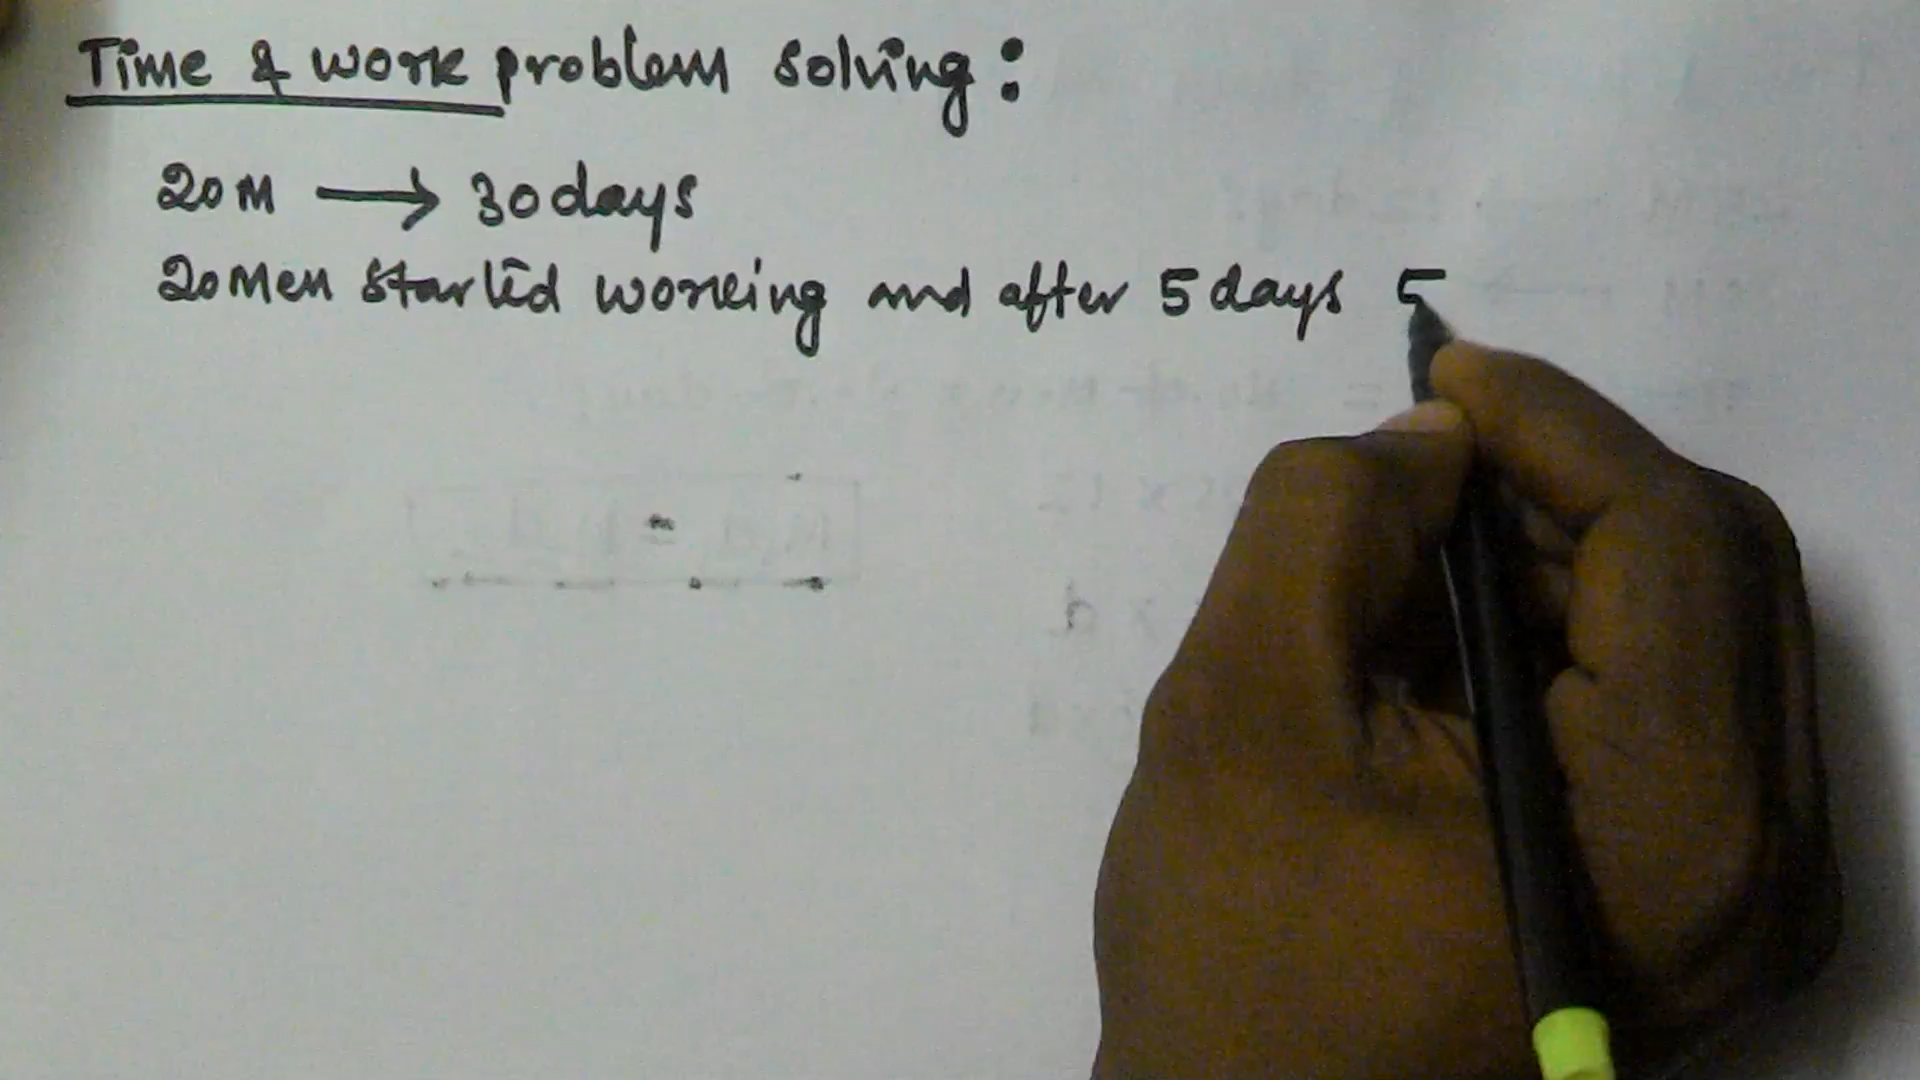 Time & work problem solving:
20M → 30days
20Men started working and after 5days 5